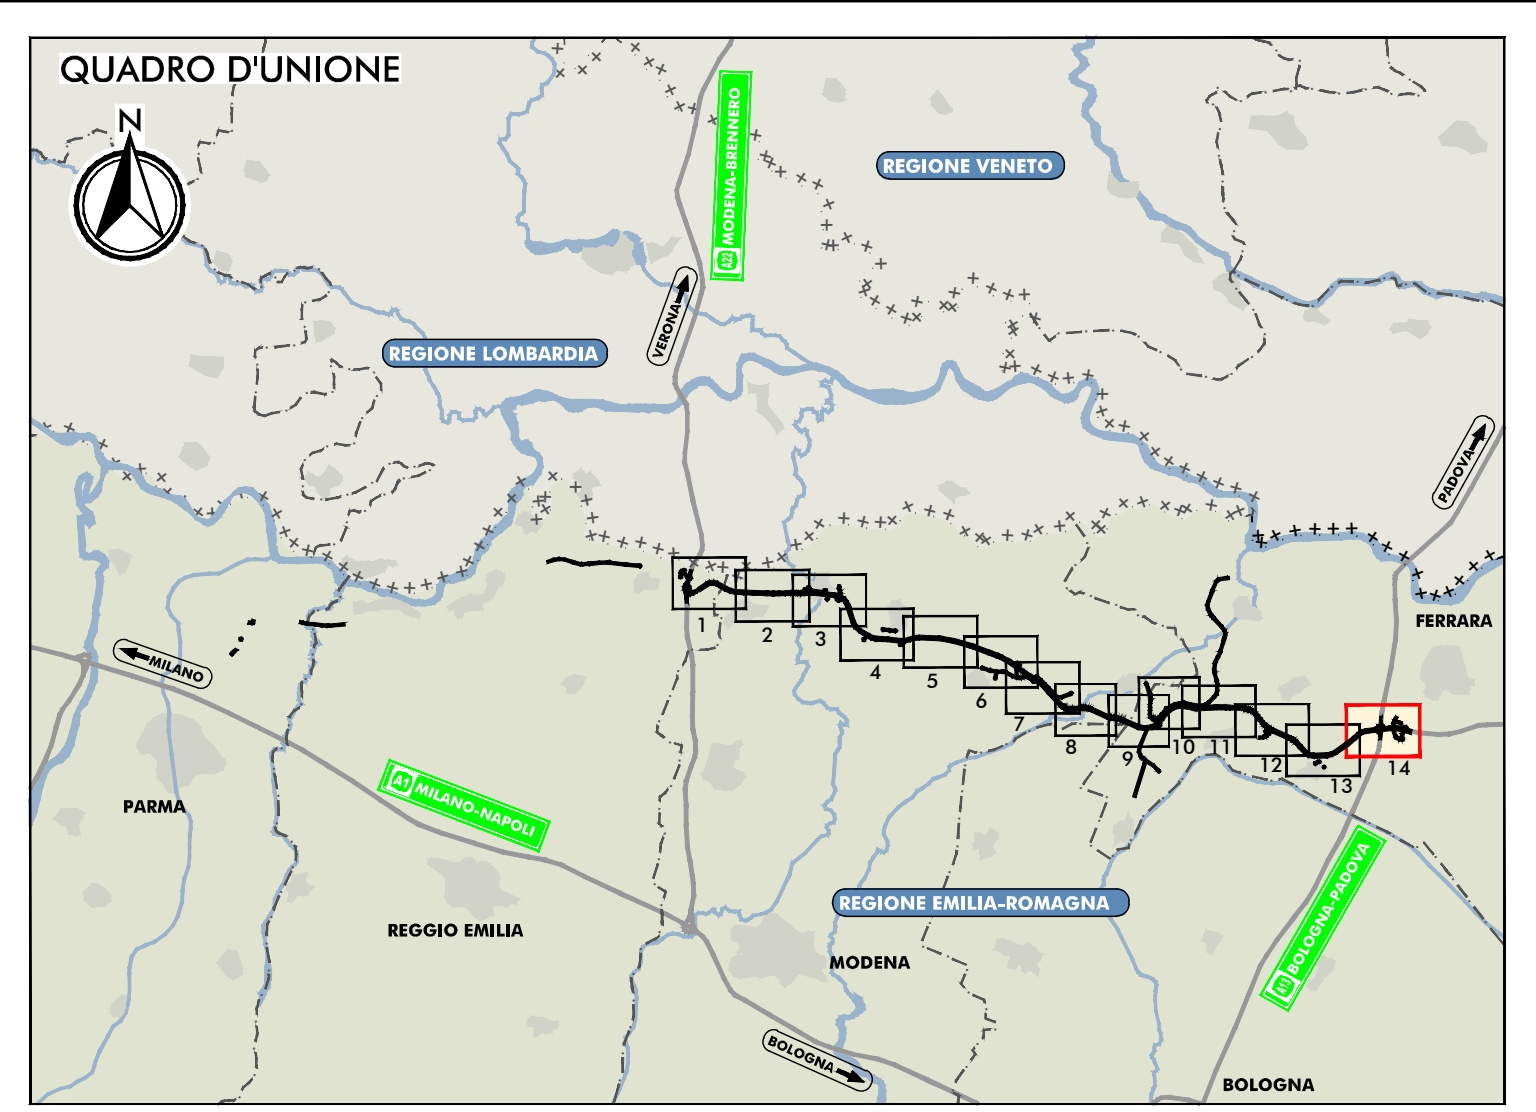 QUADRO D'UNIONE
N
A22 MODENA-BRENNERO
REGIONE VENETO
VERONA
REGIONE LOMBARDIA
PADOVA
FERRARA
1
2
3
4
5
6
7
8
9
10
11
12
13
14
MILANO
PARMA
A1 MILANO-NAPOLI
REGGIO EMILIA
REGIONE EMILIA-ROMAGNA
MODENA
A13 BOLOGNA-PADOVA
BOLOGNA
BOLOGNA